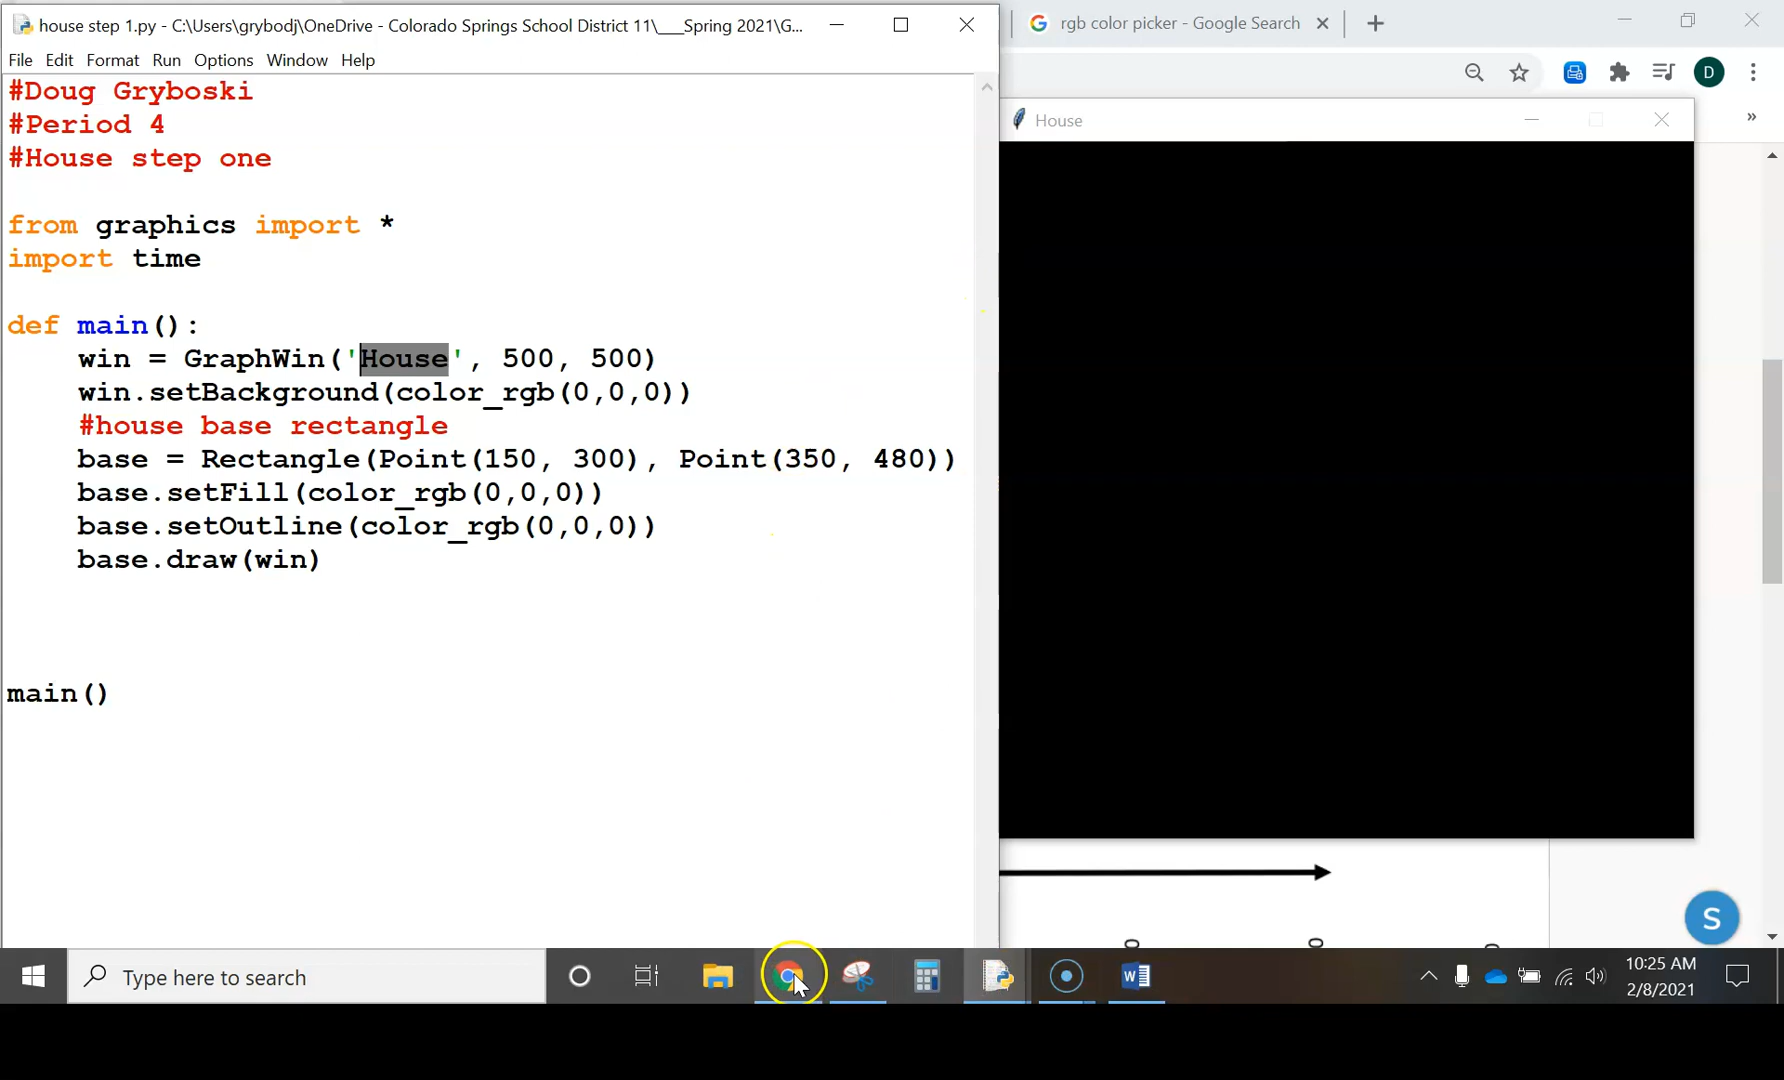 house step 1.py - C:\Users\grybodj\OneDrive - Colorado Springs School District 11\___Spring 2021\G...
File Edit Format Run Options Window Help
#Doug Gryboski
#Period 4
#House step one
from graphics import *
import time
def main():
win = GraphWin('House', 500, 500)
win.setBackground(color_rgb(0,0,0))
#house base rectangle
base = Rectangle(Point(150, 300), Point(350, 480))
base.setFill(color_rgb(0,0,0))
base.setOutline(color_rgb(0,0,0))
base.draw(win)
main()
rgb color picker - Google Search
D
»
House
S
Type here to search
10:25 AM
2/8/2021